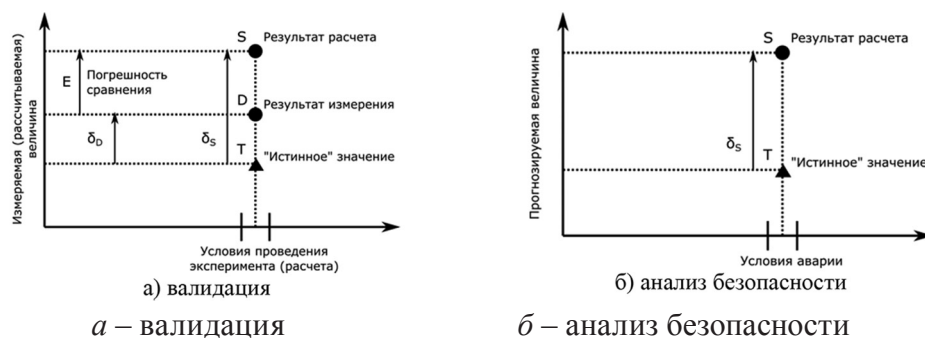 Измеряемая (рассчитываемая)
величина
S
Результат расчета
E
Погрешность
сравнения
D
Результат измерения
δD
δS
T
"Истинное" значение
Условия проведения
эксперимента (расчета)
а) валидация
а – валидация
Прогнозируемая величина
S
Результат расчета
δS
T
"Истинное" значение
Условия аварии
б) анализ безопасности
б – анализ безопасности